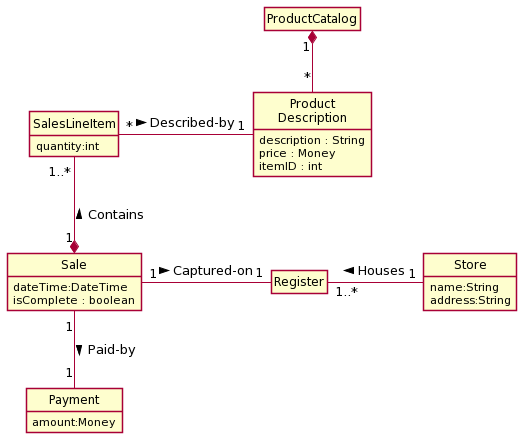 ProductCatalog
1
*
Product
Description
description : String
price : Money
itemID : int
SalesLineItem
quantity:int
* ► Described-by 1
1..*
▲ Contains
1
Sale
dateTime:DateTime
isComplete : boolean
1 ► Captured-on 1
Register
◄ Houses 1
1..*
Store
name:String
address:String
1
▼ Paid-by
1
Payment
amount:Money